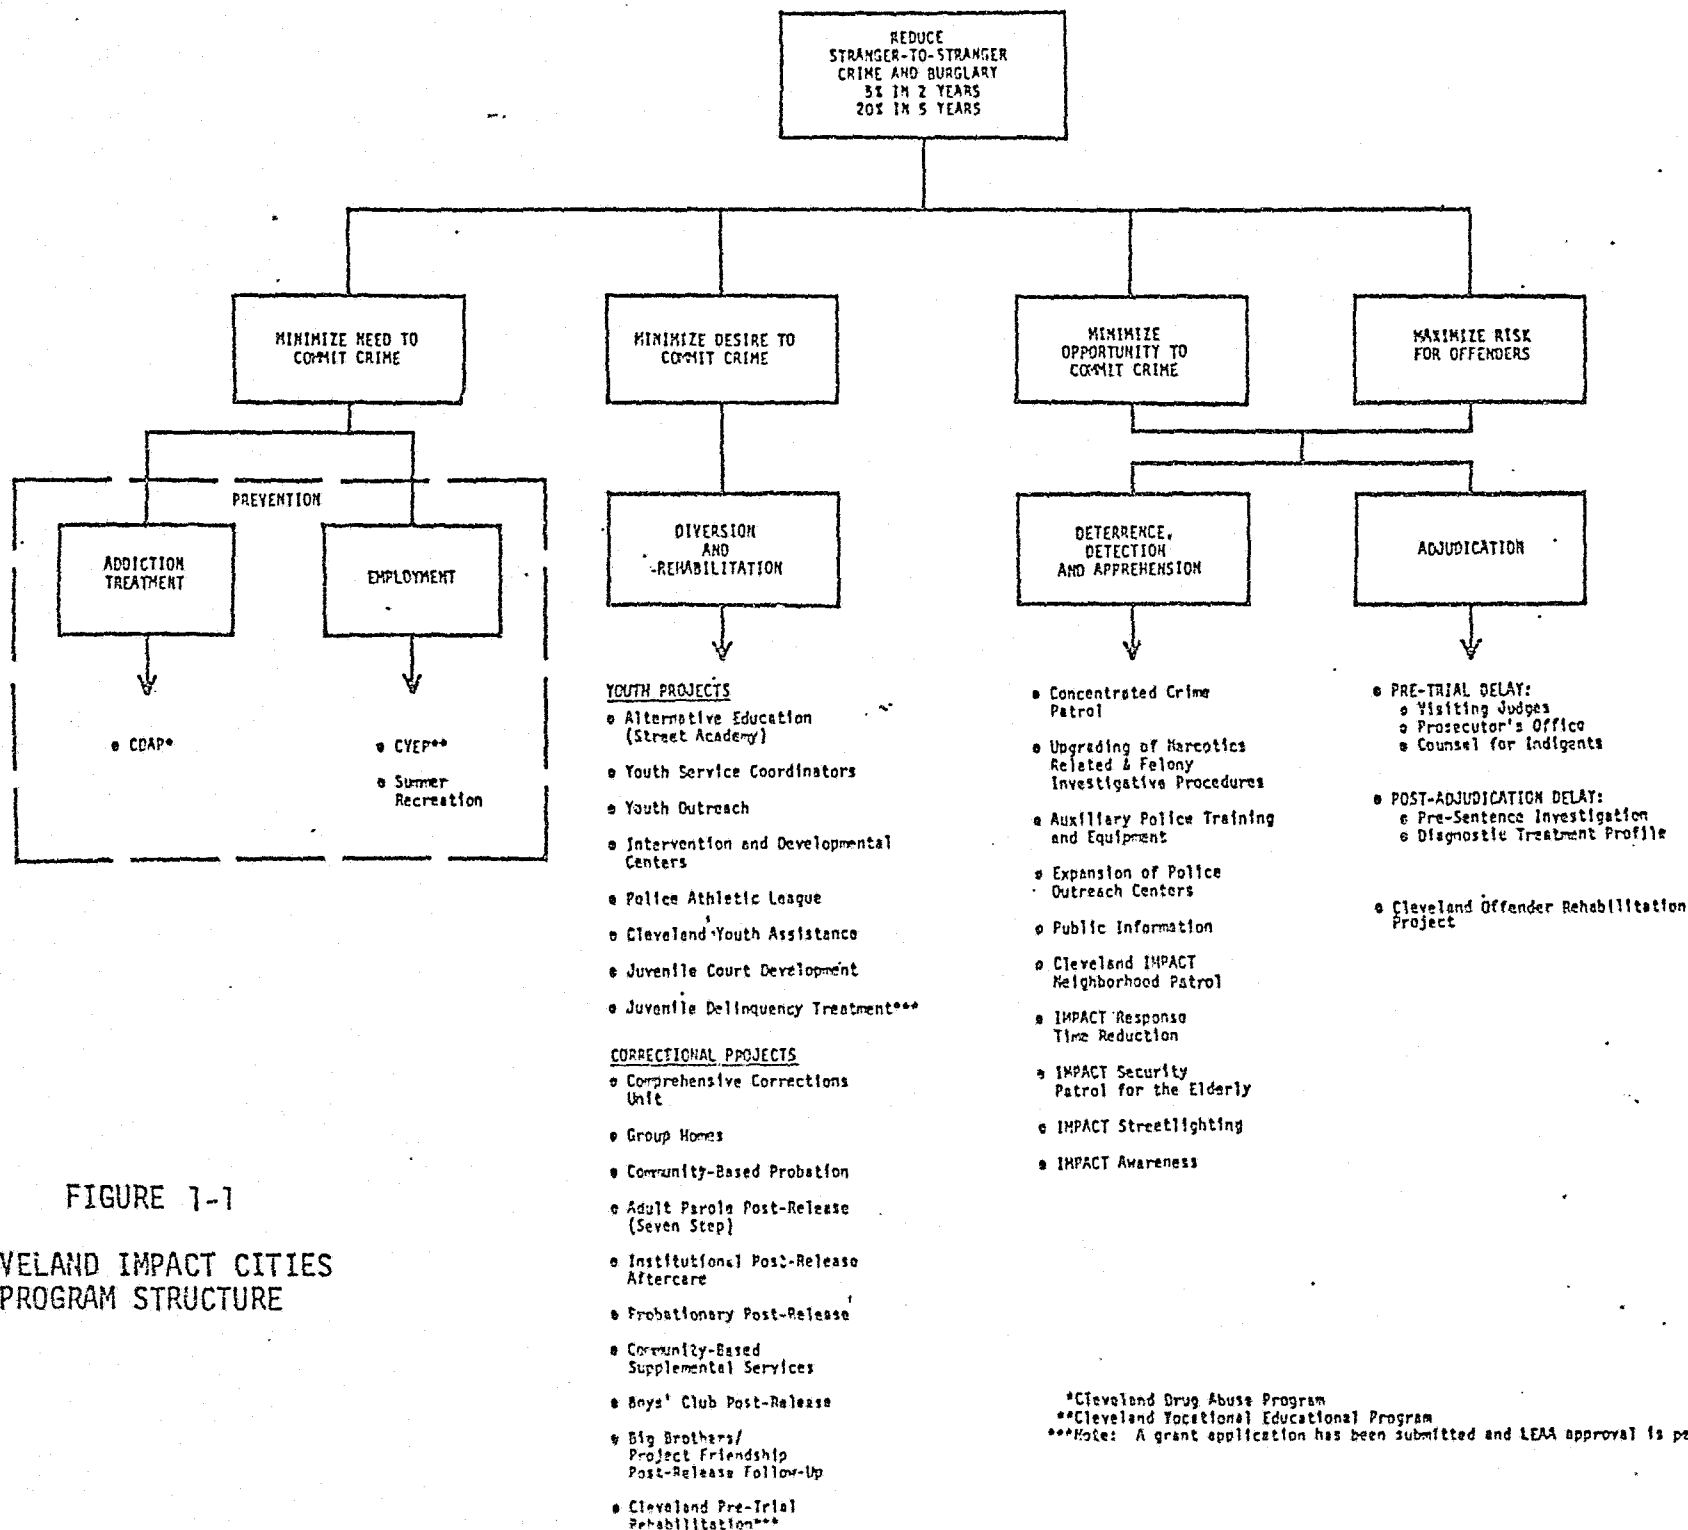 REDUCE
STRANGER-TO-STRANGER
CRIME AND BURGLARY
5% IN 2 YEARS
20% IN 5 YEARS
MINIMIZE NEED TO
COMMIT CRIME
MINIMIZE DESIRE TO
COMMIT CRIME
MINIMIZE
OPPORTUNITY TO
COMMIT CRIME
MAXIMIZE RISK
FOR OFFENDERS
PREVENTION
ADDICTION
TREATMENT
EMPLOYMENT
DIVERSION
AND
-REHABILITATION
DETERRENCE,
DETECTION
AND APPREHENSION
ADJUDICATION
• CDAP*
• CYEP**
• Summer
Recreation
YOUTH PROJECTS
• Alternative Education
(Street Academy)
• Youth Service Coordinators
• Youth Outreach
• Intervention and Developmental
Centers
• Police Athletic League
• Cleveland Youth Assistance
• Juvenile Court Development
• Juvenile Delinquency Treatment***
CORRECTIONAL PROJECTS
• Comprehensive Corrections
Unit
• Group Homes
• Community-Based Probation
• Adult Parole Post-Release
(Seven Step)
• Institutional Post-Release
Aftercare
• Probationary Post-Release
• Community-Based
Supplemental Services
• Boys' Club Post-Release
• Big Brothers/
Project Friendship
Post-Release Follow-Up
• Cleveland Pre-Trial
Rehabilitation***
• Concentrated Crime
Patrol
• Upgrading of Narcotics
Related & Felony
Investigative Procedures
• Auxiliary Police Training
and Equipment
• Expansion of Police
Outreach Centers
• Public Information
• Cleveland IMPACT
Neighborhood Patrol
• IMPACT Response
Time Reduction
• IMPACT Security
Patrol for the Elderly
• IMPACT Streetlighting
• IMPACT Awareness
• PRE-TRIAL DELAY:
• Visiting Judges
• Prosecutor's Office
• Counsel for Indigents
• POST-ADJUDICATION DELAY:
• Pre-Sentence Investigation
• Diagnostic Treatment Profile
• Cleveland Offender Rehabilitation
Project
FIGURE 1-1
VELAND IMPACT CITIES
PROGRAM STRUCTURE
*Cleveland Drug Abuse Program
**Cleveland Vocational Educational Program
***Note: A grant application has been submitted and LEAA approval is pe